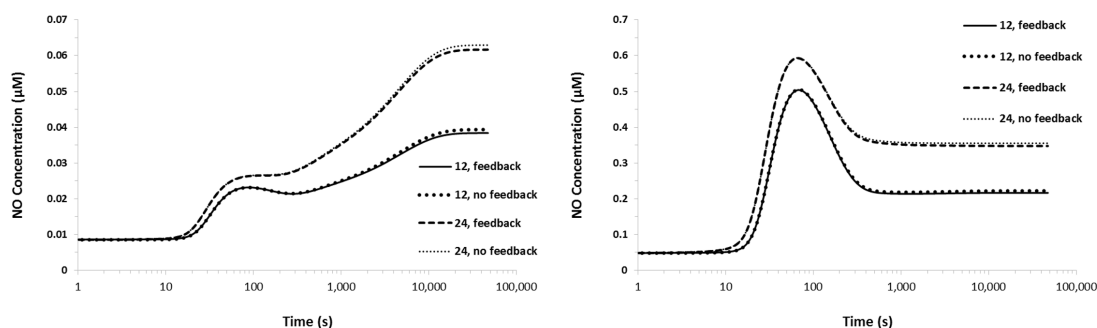 0.07
0.06
0.05
0.04
0.03
0.02
0.01
0
NO Concentration (µM)
1
10
100
1,000
10,000
100,000
Time (s)
12, feedback
12, no feedback
24, feedback
24, no feedback
0.7
0.6
0.5
0.4
0.3
0.2
0.1
0
NO Concentration (µM)
1
10
100
1,000
10,000
100,000
Time (s)
12, feedback
12, no feedback
24, feedback
24, no feedback